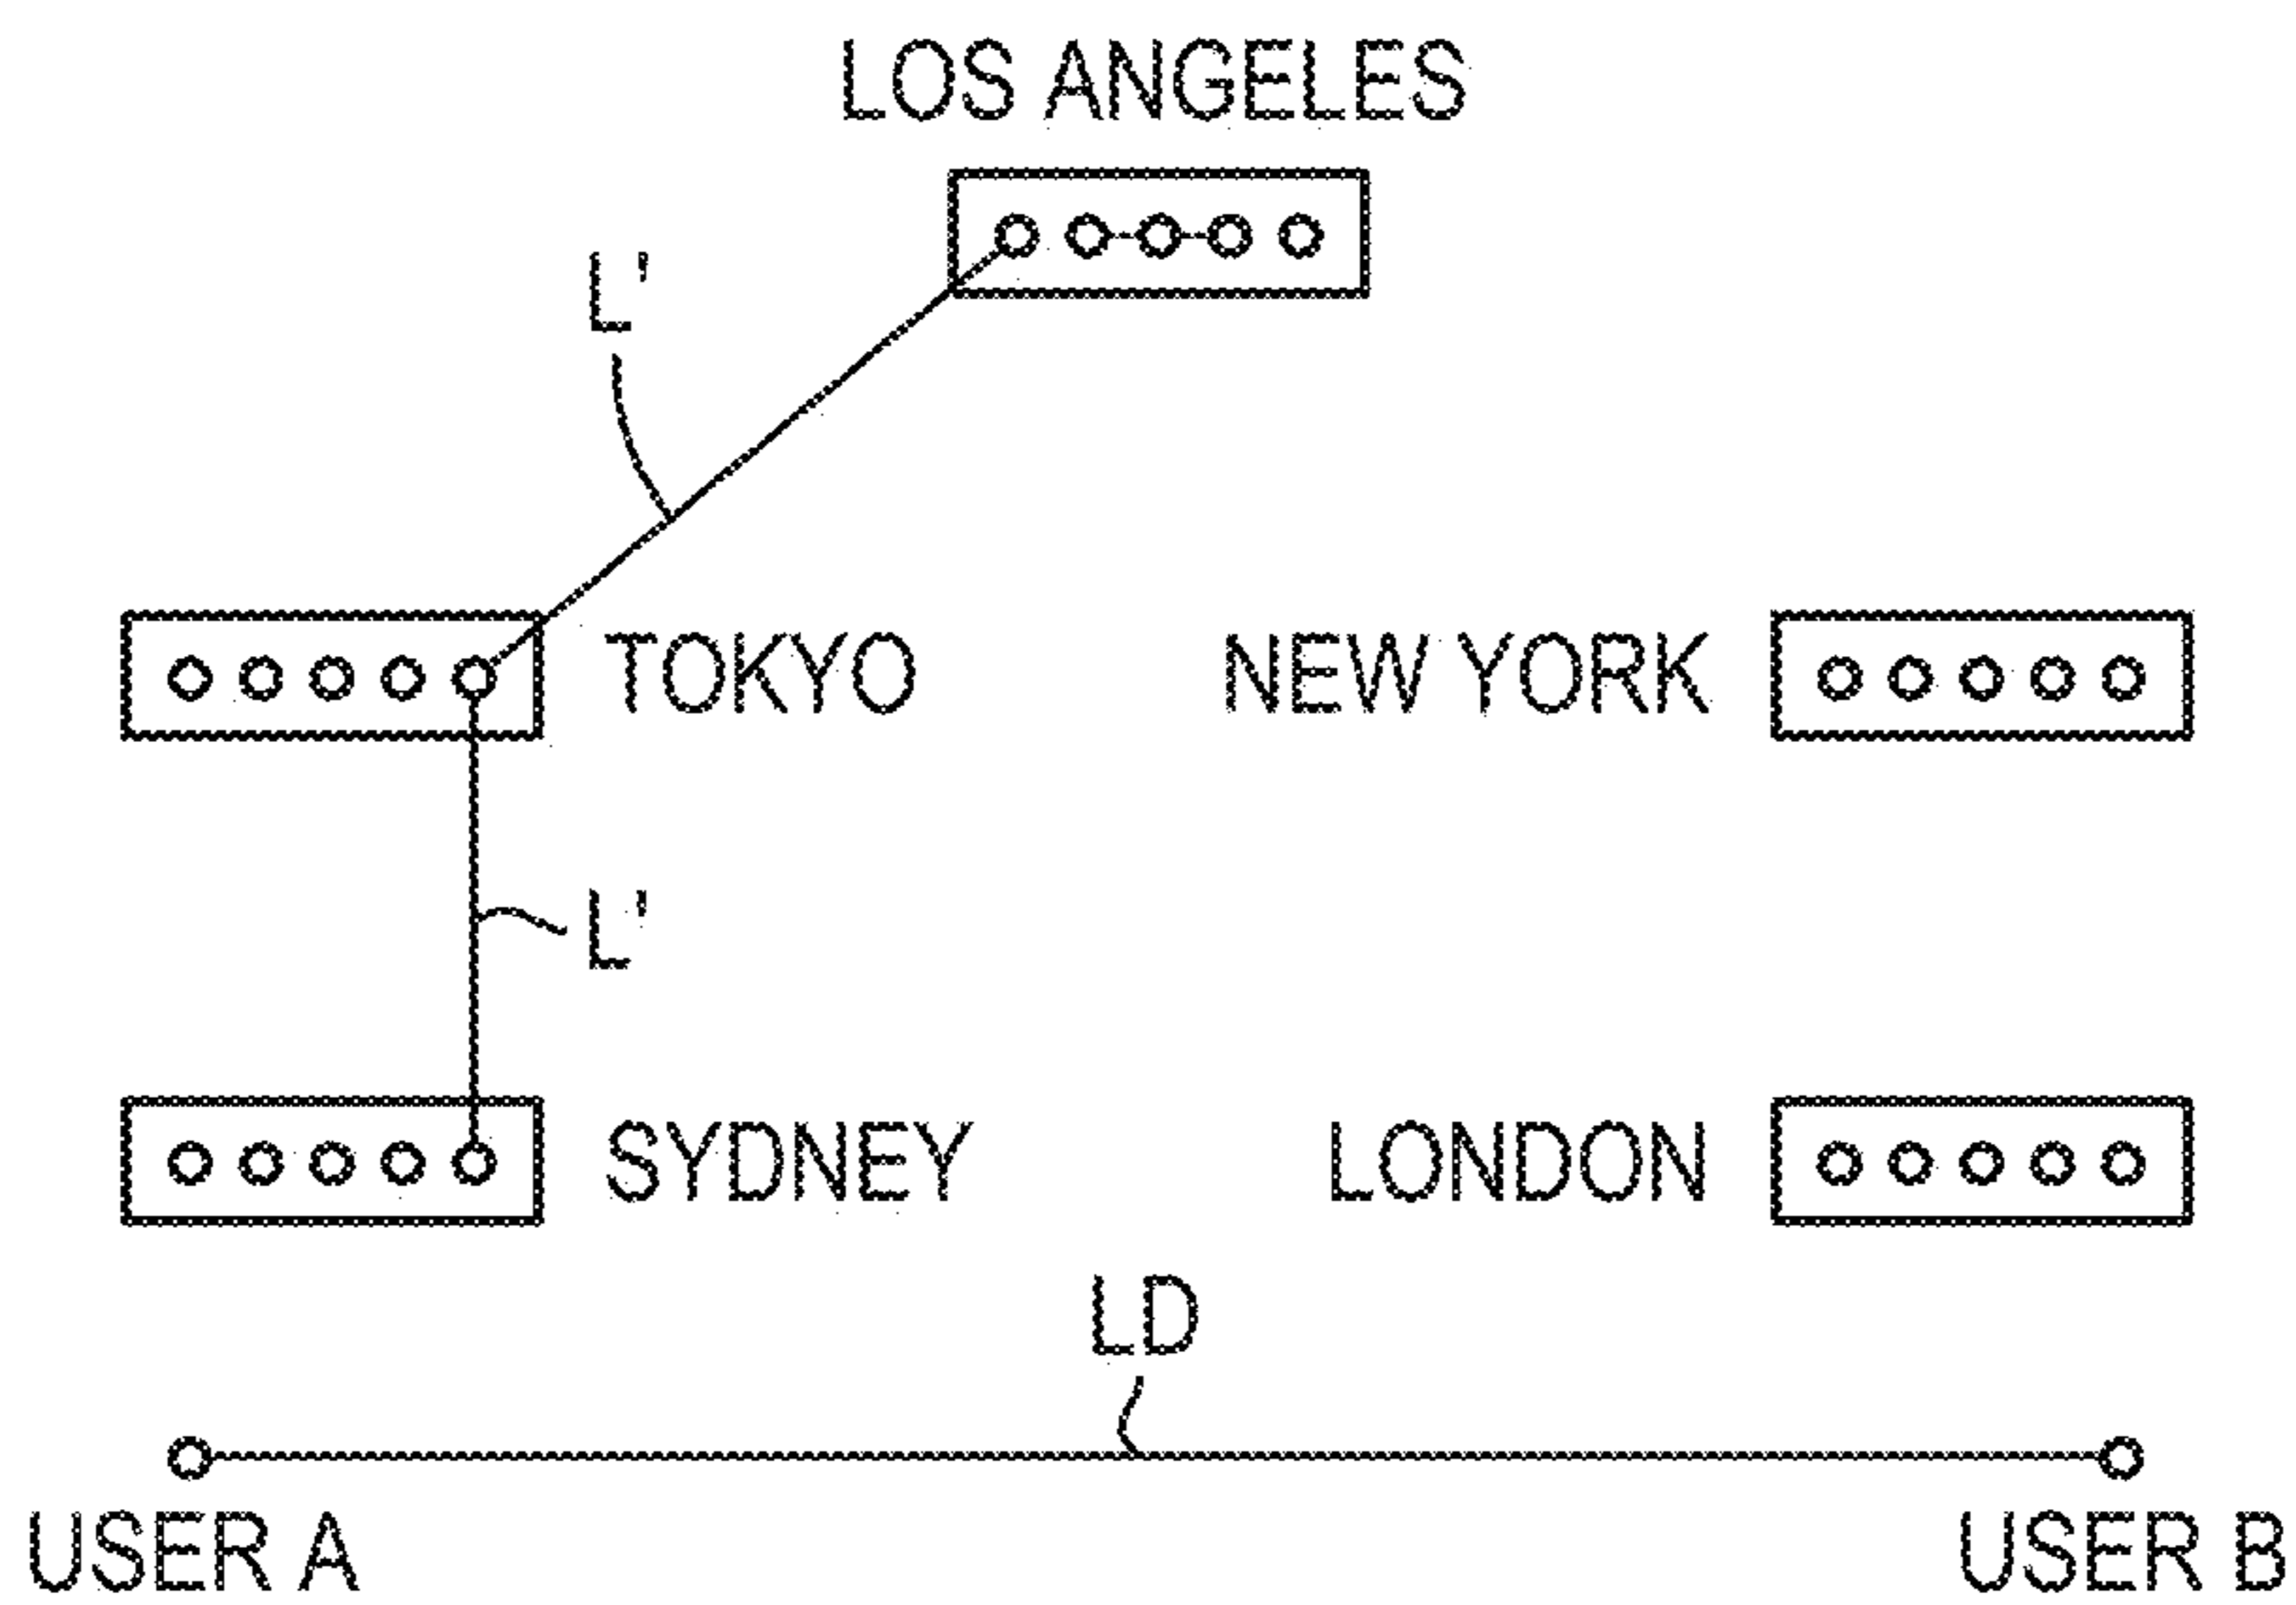 LOS ANGELES
L'
TOKYO
NEW YORK
L'
SYDNEY
LONDON
LD
USER A
USER B